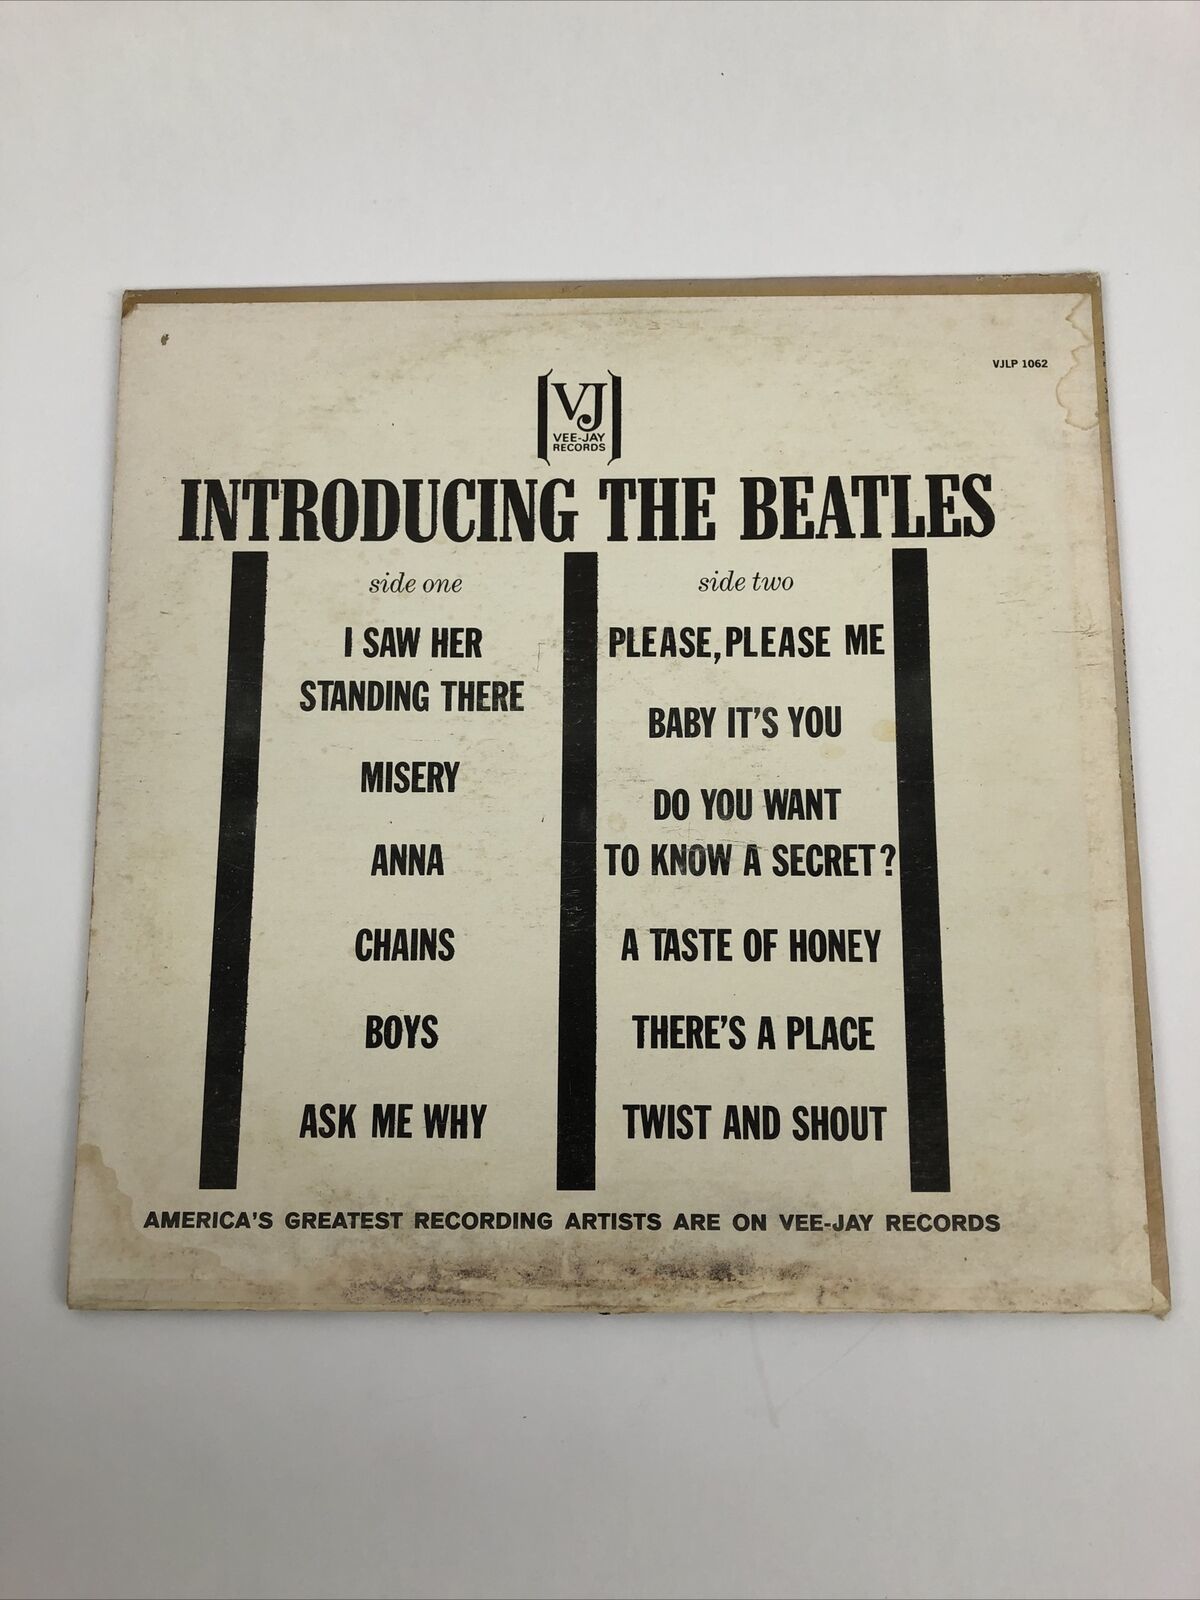 VJLP 1062
VJ
VEE-JAY
RECORDS
INTRODUCING THE BEATLES
side one
I SAW HER
STANDING THERE
MISERY
ANNA
CHAINS
BOYS
ASK ME WHY
side two
PLEASE, PLEASE ME
BABY IT'S YOU
DO YOU WANT
TO KNOW A SECRET?
A TASTE OF HONEY
THERE'S A PLACE
TWIST AND SHOUT
AMERICA'S GREATEST RECORDING ARTISTS ARE ON VEE-JAY RECORDS